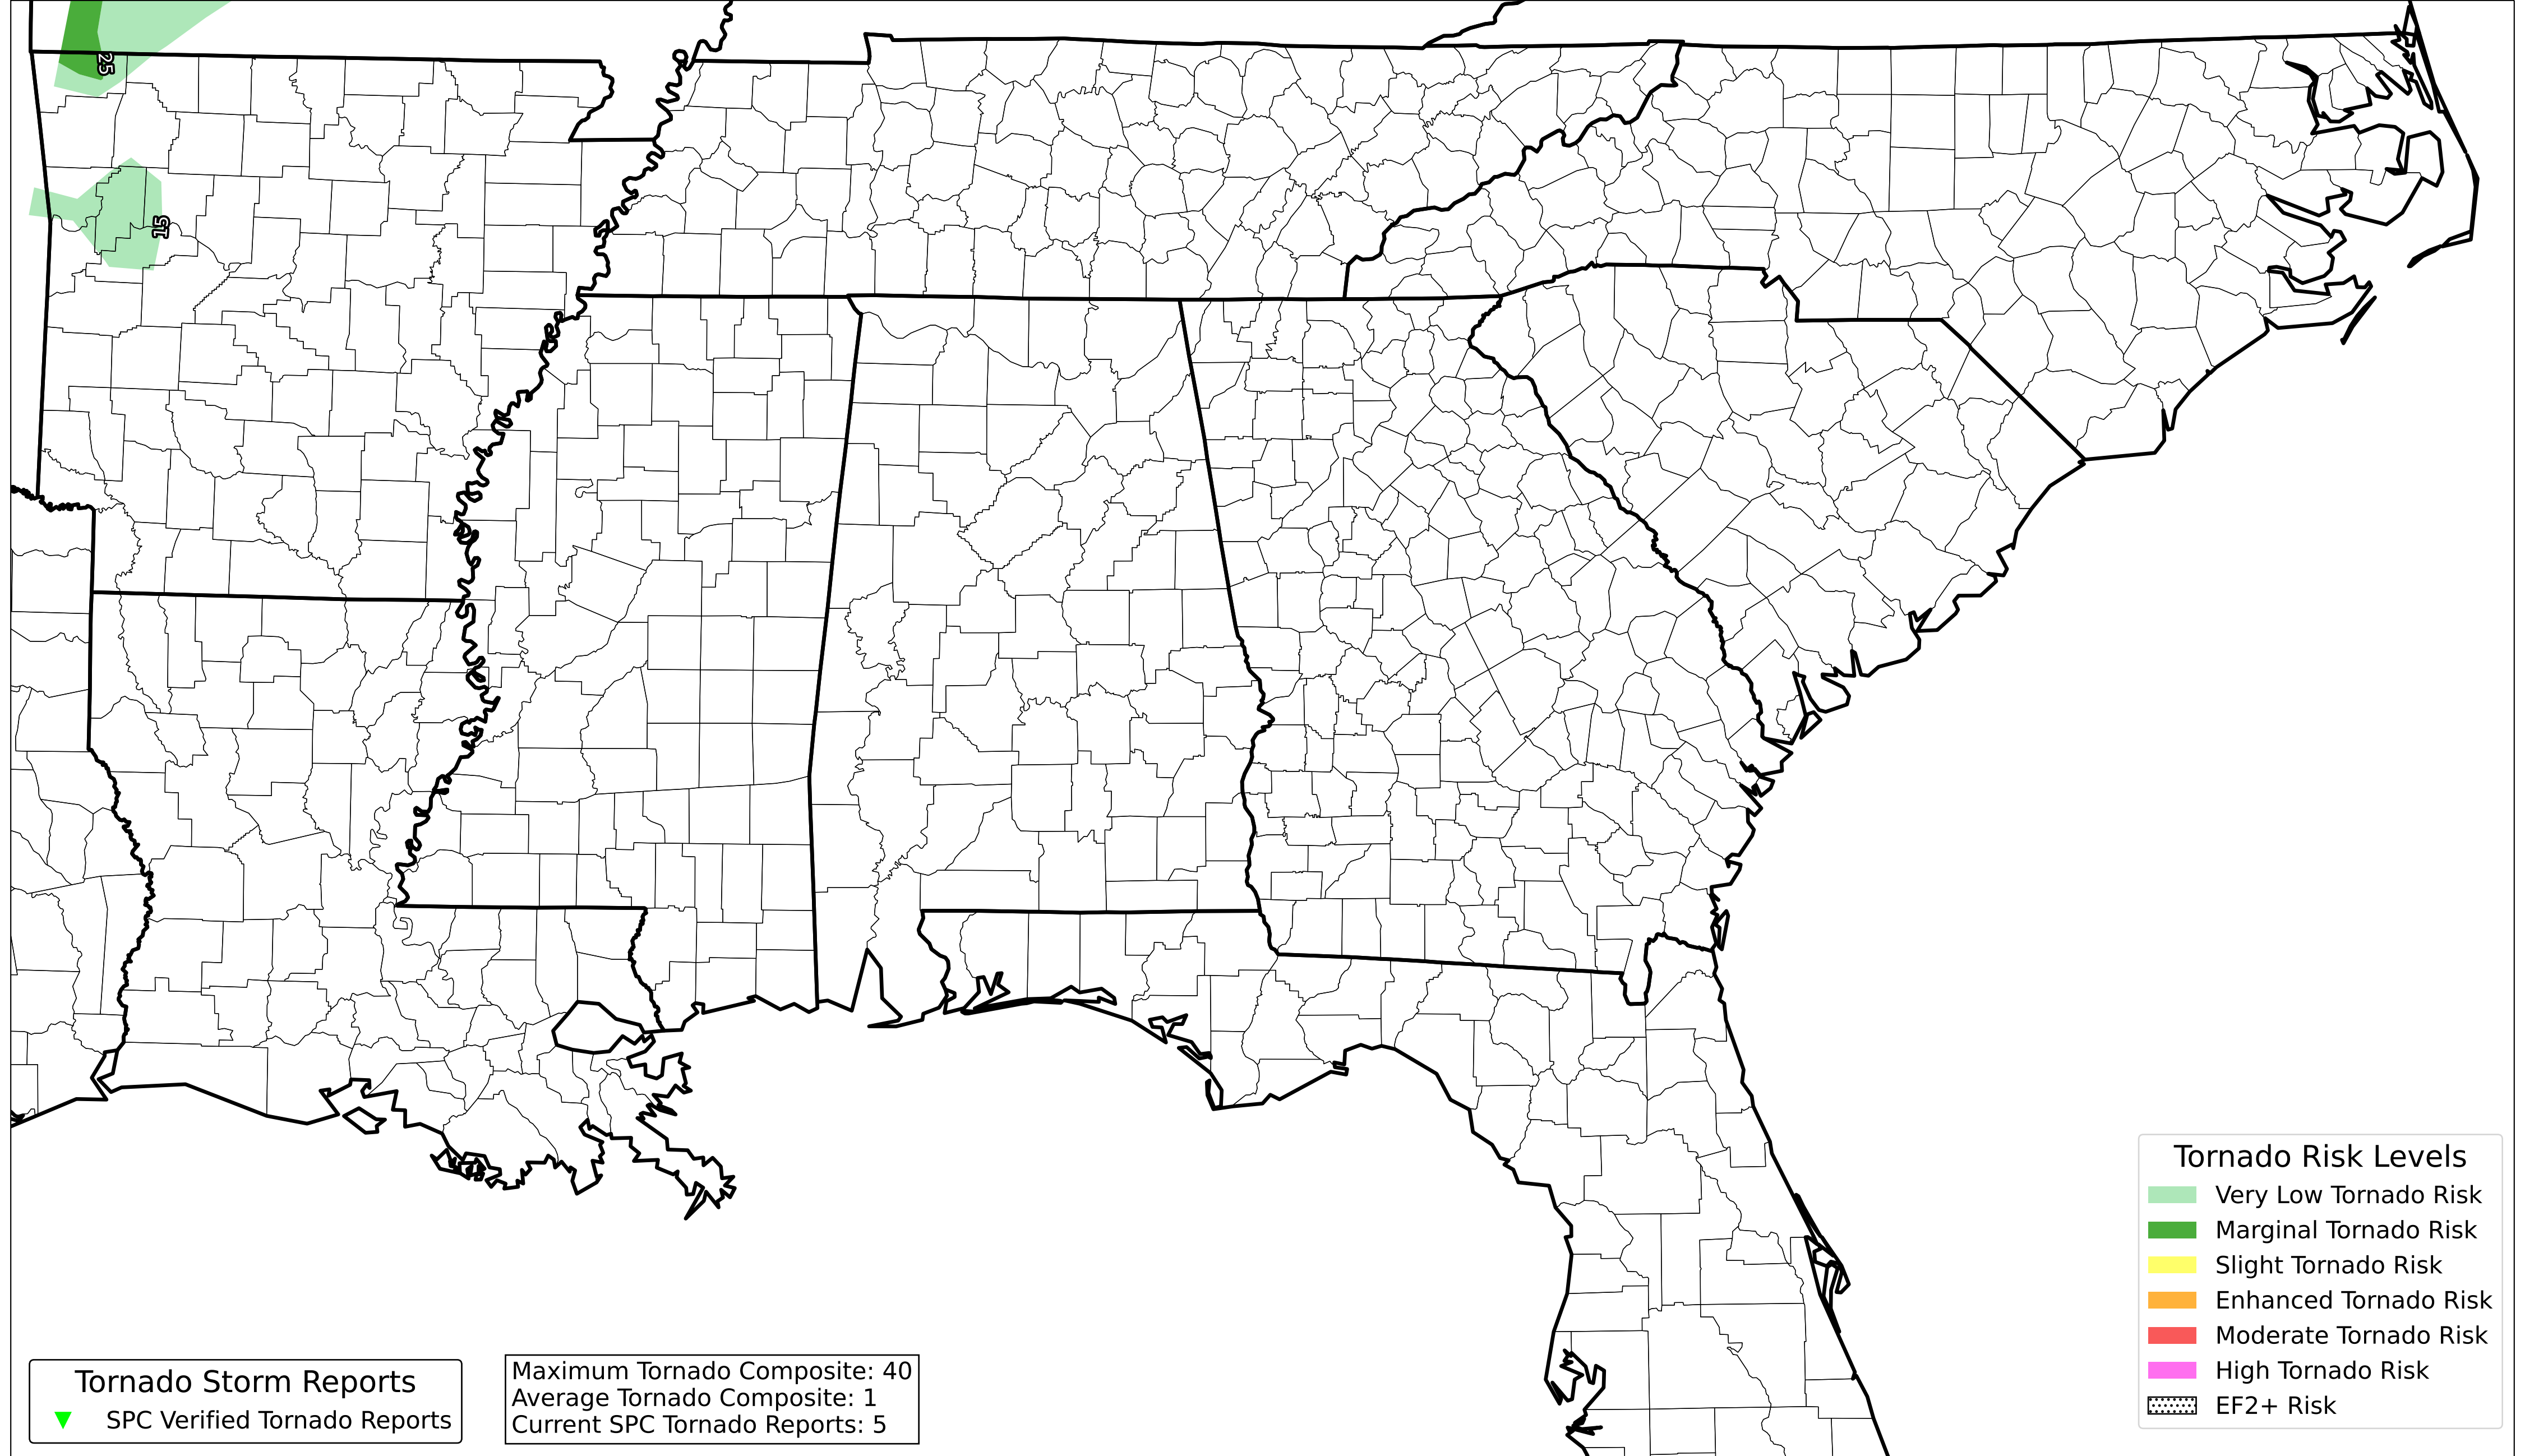 25
15
Tornado Risk Levels
Very Low Tornado Risk
Marginal Tornado Risk
Slight Tornado Risk
Enhanced Tornado Risk
Moderate Tornado Risk
High Tornado Risk
EF2+ Risk
Tornado Storm Reports
SPC Verified Tornado Reports
Maximum Tornado Composite: 40
Average Tornado Composite: 1
Current SPC Tornado Reports: 5